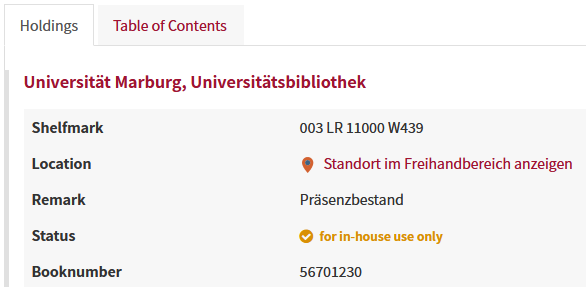 Holdings
Table of Contents
Universität Marburg, Universitätsbibliothek
Shelfmark 003 LR 11000 W439
Location Standort im Freihandbereich anzeigen
Remark Präsenzbestand
Status for in-house use only
Booknumber 56701230